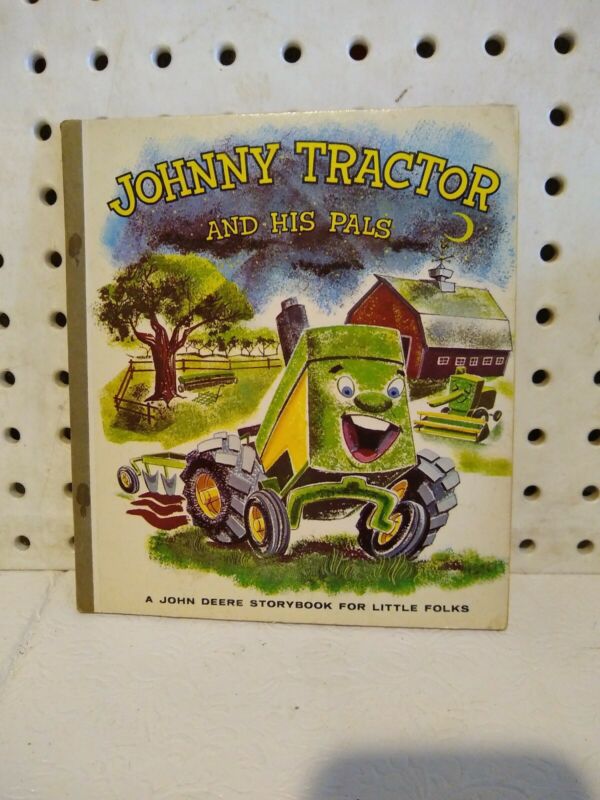 JOHNNY TRACTOR
AND HIS PALS
A JOHN DEERE STORYBOOK FOR LITTLE FOLKS